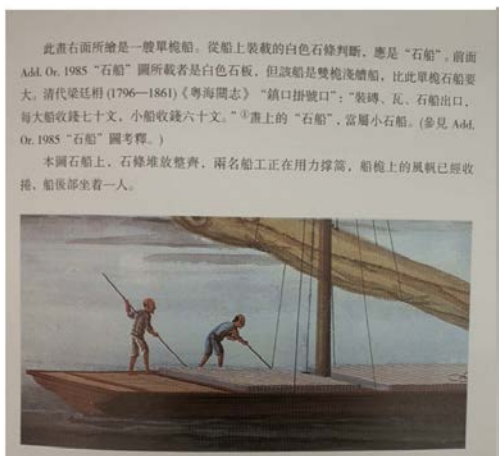 此畫右面所繪是一艘單桅船。從船上裝載的白色石條判斷，應是“石船”。前面
Add. Or. 1985 “石船”圖所載者是白色石板，但該船是雙桅淺艚船，比此單桅石船要
大。清代梁廷枏 (1796—1861)《粵海關志》“鎮口掛號口”：“裝磚、瓦、石船出口，
每大船收錢七十文，小船收錢六十文。”①畫上的“石船”，當屬小石船。(參見 Add.
Or. 1985 “石船”圖考釋。)
本圖石船上，石條堆放整齊，兩名船工正在用力撐篙，船桅上的風帆已經收
捲，船後部坐着一人。